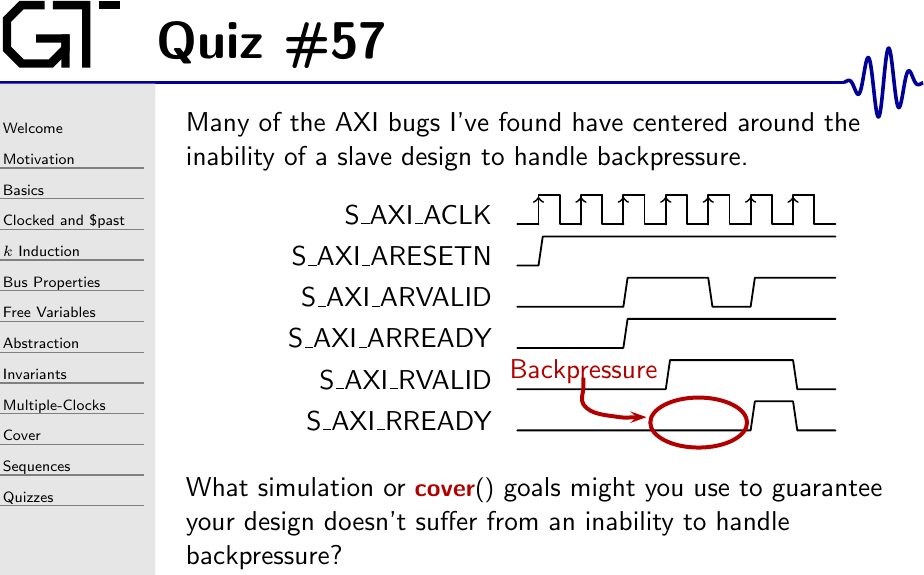 GT
Quiz #57
Welcome
Motivation
Basics
Clocked and $past
k Induction
Bus Properties
Free Variables
Abstraction
Invariants
Multiple-Clocks
Cover
Sequences
Quizzes
Many of the AXI bugs I've found have centered around the
inability of a slave design to handle backpressure.
S_AXI_ACLK
S_AXI_ARESETN
S_AXI_ARVALID
S_AXI_ARREADY
Backpressure
S_AXI_RVALID
S_AXI_RREADY
What simulation or cover() goals might you use to guarantee
your design doesn't suffer from an inability to handle
backpressure?